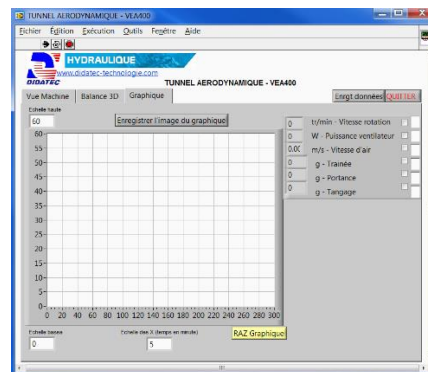 TUNNEL AERODYNAMIQUE - VEA400
Fichier Edition Exécution Outils Fenêtre Aide
HYDRAULIQUE
www.didatec-technologie.com
DIDATEC
TUNNEL AERODYNAMIQUE - VEA400
Vue Machine Balance 3D Graphique Enrgt données QUITTER
Echelle haute
60 Enregistrer l'image du graphique
0 tr/min - Vitesse rotation
0 W - Puissance ventilateur
0.00 m/s - Vitesse d'air
0 g - Trainée
0 g - Portance
0 g - Tangage
60
55
50
45
40
35
30
25
20
15
10
5
0
0 20 40 60 80 100 120 140 160 180 200 220 240 260 280 300
Echelle basse Echelle des X (temps en minute) RAZ Graphique
0 5